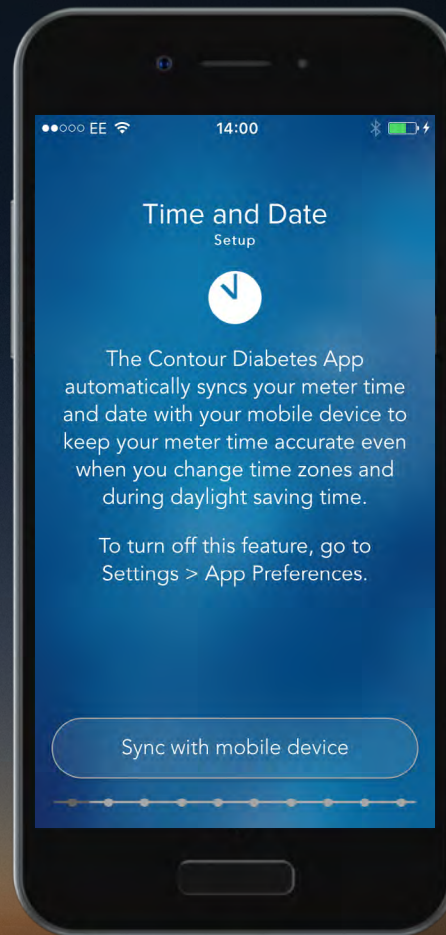 EE 14:00
Time and Date
Setup
The Contour Diabetes App
automatically syncs your meter time
and date with your mobile device to
keep your meter time accurate even
when you change time zones and
during daylight saving time.
To turn off this feature, go to
Settings > App Preferences.
Sync with mobile device